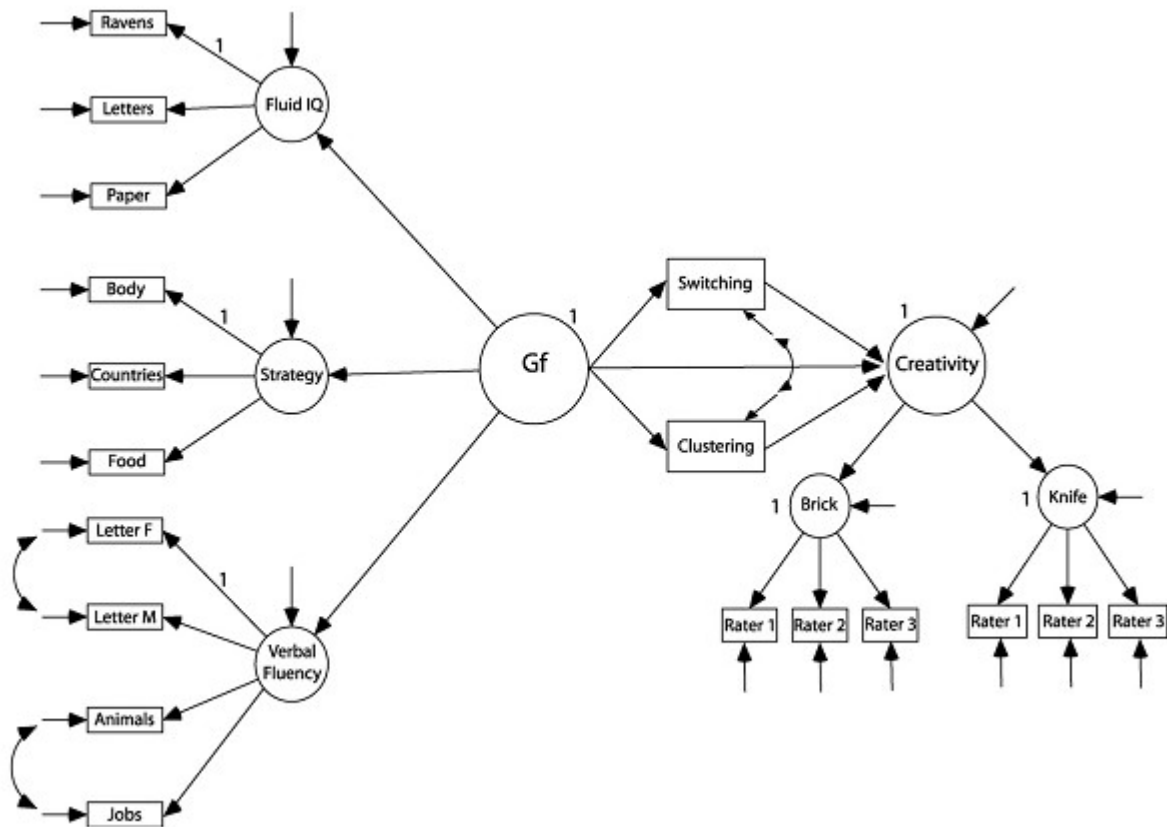 Ravens
1
Letters
Fluid IQ
Paper
Body
1
Countries
Strategy
Food
Letter F
1
Letter M
Verbal
Fluency
Animals
Jobs
1
Gf
Switching
Clustering
1
Creativity
1
Brick
Rater 1
Rater 2
Rater 3
1
Knife
Rater 1
Rater 2
Rater 3